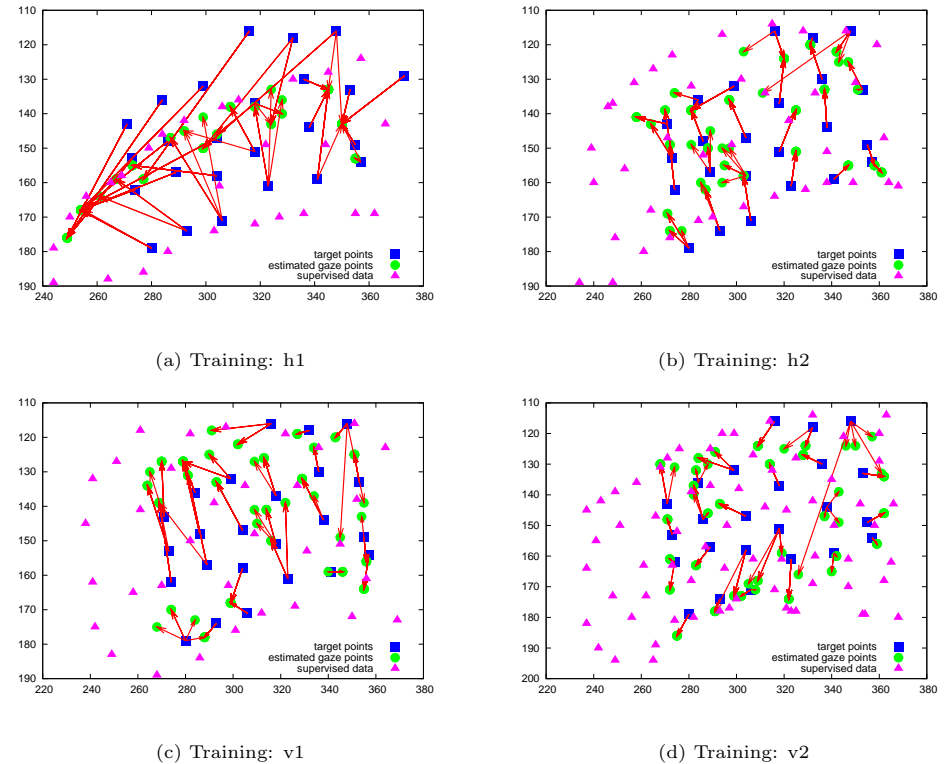 110
120
130
140
150
160
170
180
190
240 260 280 300 320 340 360 380
target points
estimated gaze points
supervised data
(a) Training: h1
110
120
130
140
150
160
170
180
190
220 240 260 280 300 320 340 360 380
target points
estimated gaze points
supervised data
(b) Training: h2
110
120
130
140
150
160
170
180
190
220 240 260 280 300 320 340 360 380
target points
estimated gaze points
supervised data
(c) Training: v1
110
120
130
140
150
160
170
180
190
200
220 240 260 280 300 320 340 360 380
target points
estimated gaze points
supervised data
(d) Training: v2